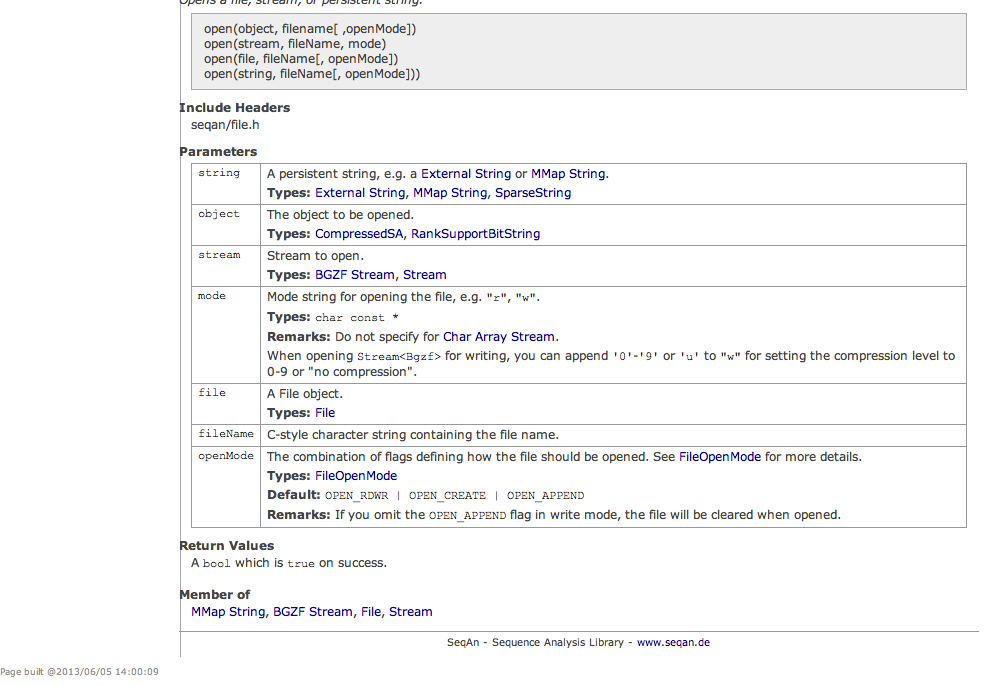 Opens a file, stream, or persistent string.
open(object, filename[ ,openMode])
open(stream, fileName, mode)
open(file, fileName[, openMode])
open(string, fileName[, openMode]))
Include Headers
seqan/file.h
Parameters
string
A persistent string, e.g. a External String or MMap String.
Types: External String, MMap String, SparseString
object
The object to be opened.
Types: CompressedSA, RankSupportBitString
stream
Stream to open.
Types: BGZF Stream, Stream
mode
Mode string for opening the file, e.g. "r", "w".
Types: char const *
Remarks: Do not specify for Char Array Stream.
When opening Stream<Bgzf> for writing, you can append '0'-'9' or 'u' to "w" for setting the compression level to
0-9 or "no compression".
file
A File object.
Types: File
fileName
C-style character string containing the file name.
openMode
The combination of flags defining how the file should be opened. See FileOpenMode for more details.
Types: FileOpenMode
Default: OPEN_RDWR | OPEN_CREATE | OPEN_APPEND
Remarks: If you omit the OPEN_APPEND flag in write mode, the file will be cleared when opened.
Return Values
A bool which is true on success.
Member of
MMap String, BGZF Stream, File, Stream
SeqAn - Sequence Analysis Library - www.seqan.de
Page built @2013/06/05 14:00:09